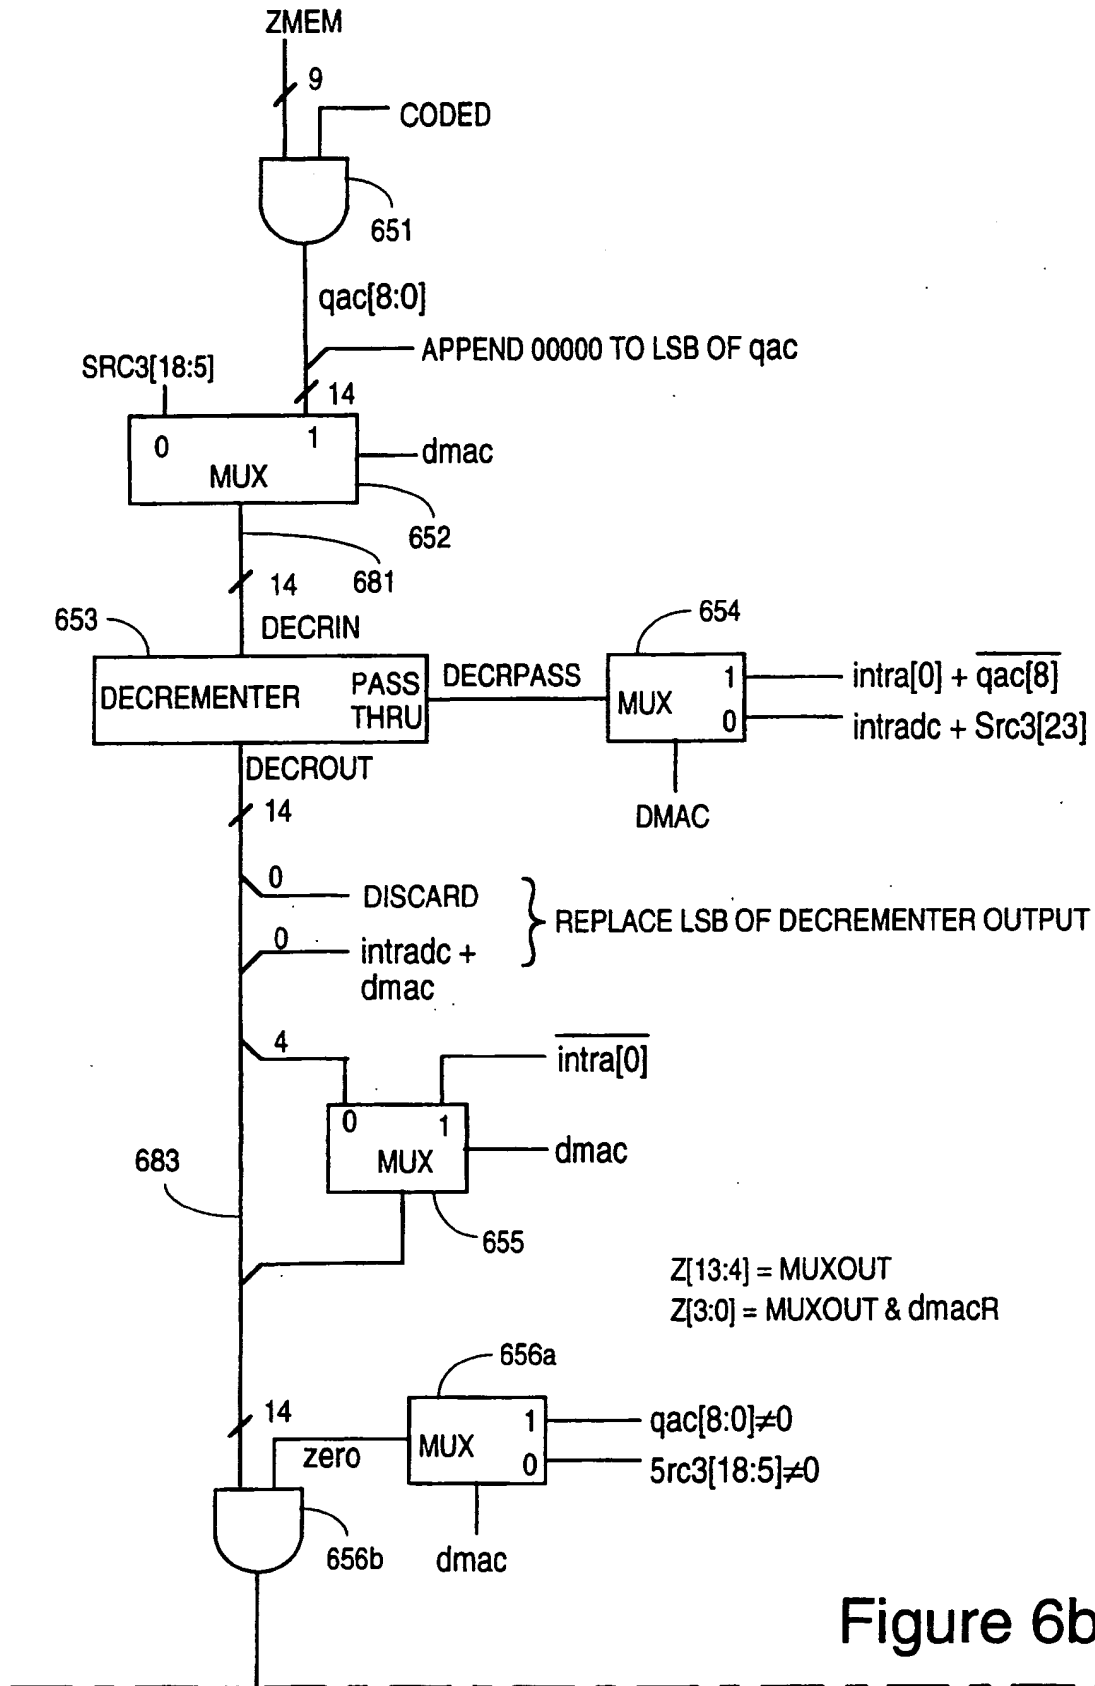 ZMEM
9
CODED
651
qac[8:0]
APPEND 00000 TO LSB OF qac
SRC3[18:5]
14
0 1
MUX
dmac
652
681
14
653
DECRIN
654
DECREMENTER
PASS
THRU
DECRPASS
MUX
1
0
intra[0] + qac[8]
intradc + Src3[23]
DECROUT
DMAC
14
0
DISCARD
REPLACE LSB OF DECREMENTER OUTPUT
0
intradc +
dmac
4
intra[0]
0 1
MUX
dmac
683
655
Z[13:4] = MUXOUT
Z[3:0] = MUXOUT & dmacR
656a
14
zero
MUX
1
0
qac[8:0]≠0
5rc3[18:5]≠0
656b
dmac
Figure 6b